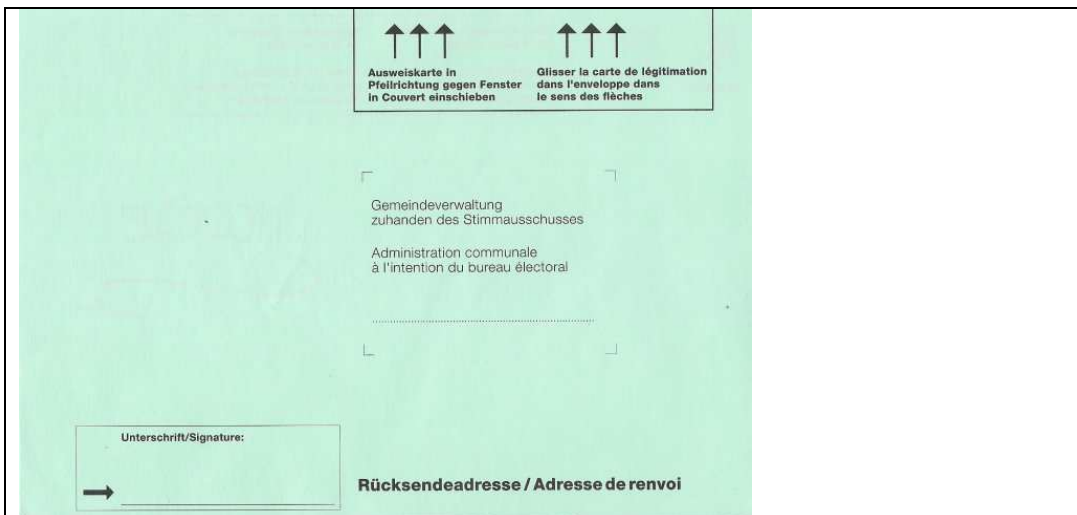 Ausweiskarte in
Pfeilrichtung gegen Fenster
in Couvert einschieben
Glisser la carte de légitimation
dans l'enveloppe dans
le sens des flèches
Gemeindeverwaltung
zuhanden des Stimmausschusses
Administration communale
à l'intention du bureau électoral
Unterschrift/Signature:
Rücksendeadresse / Adresse de renvoi